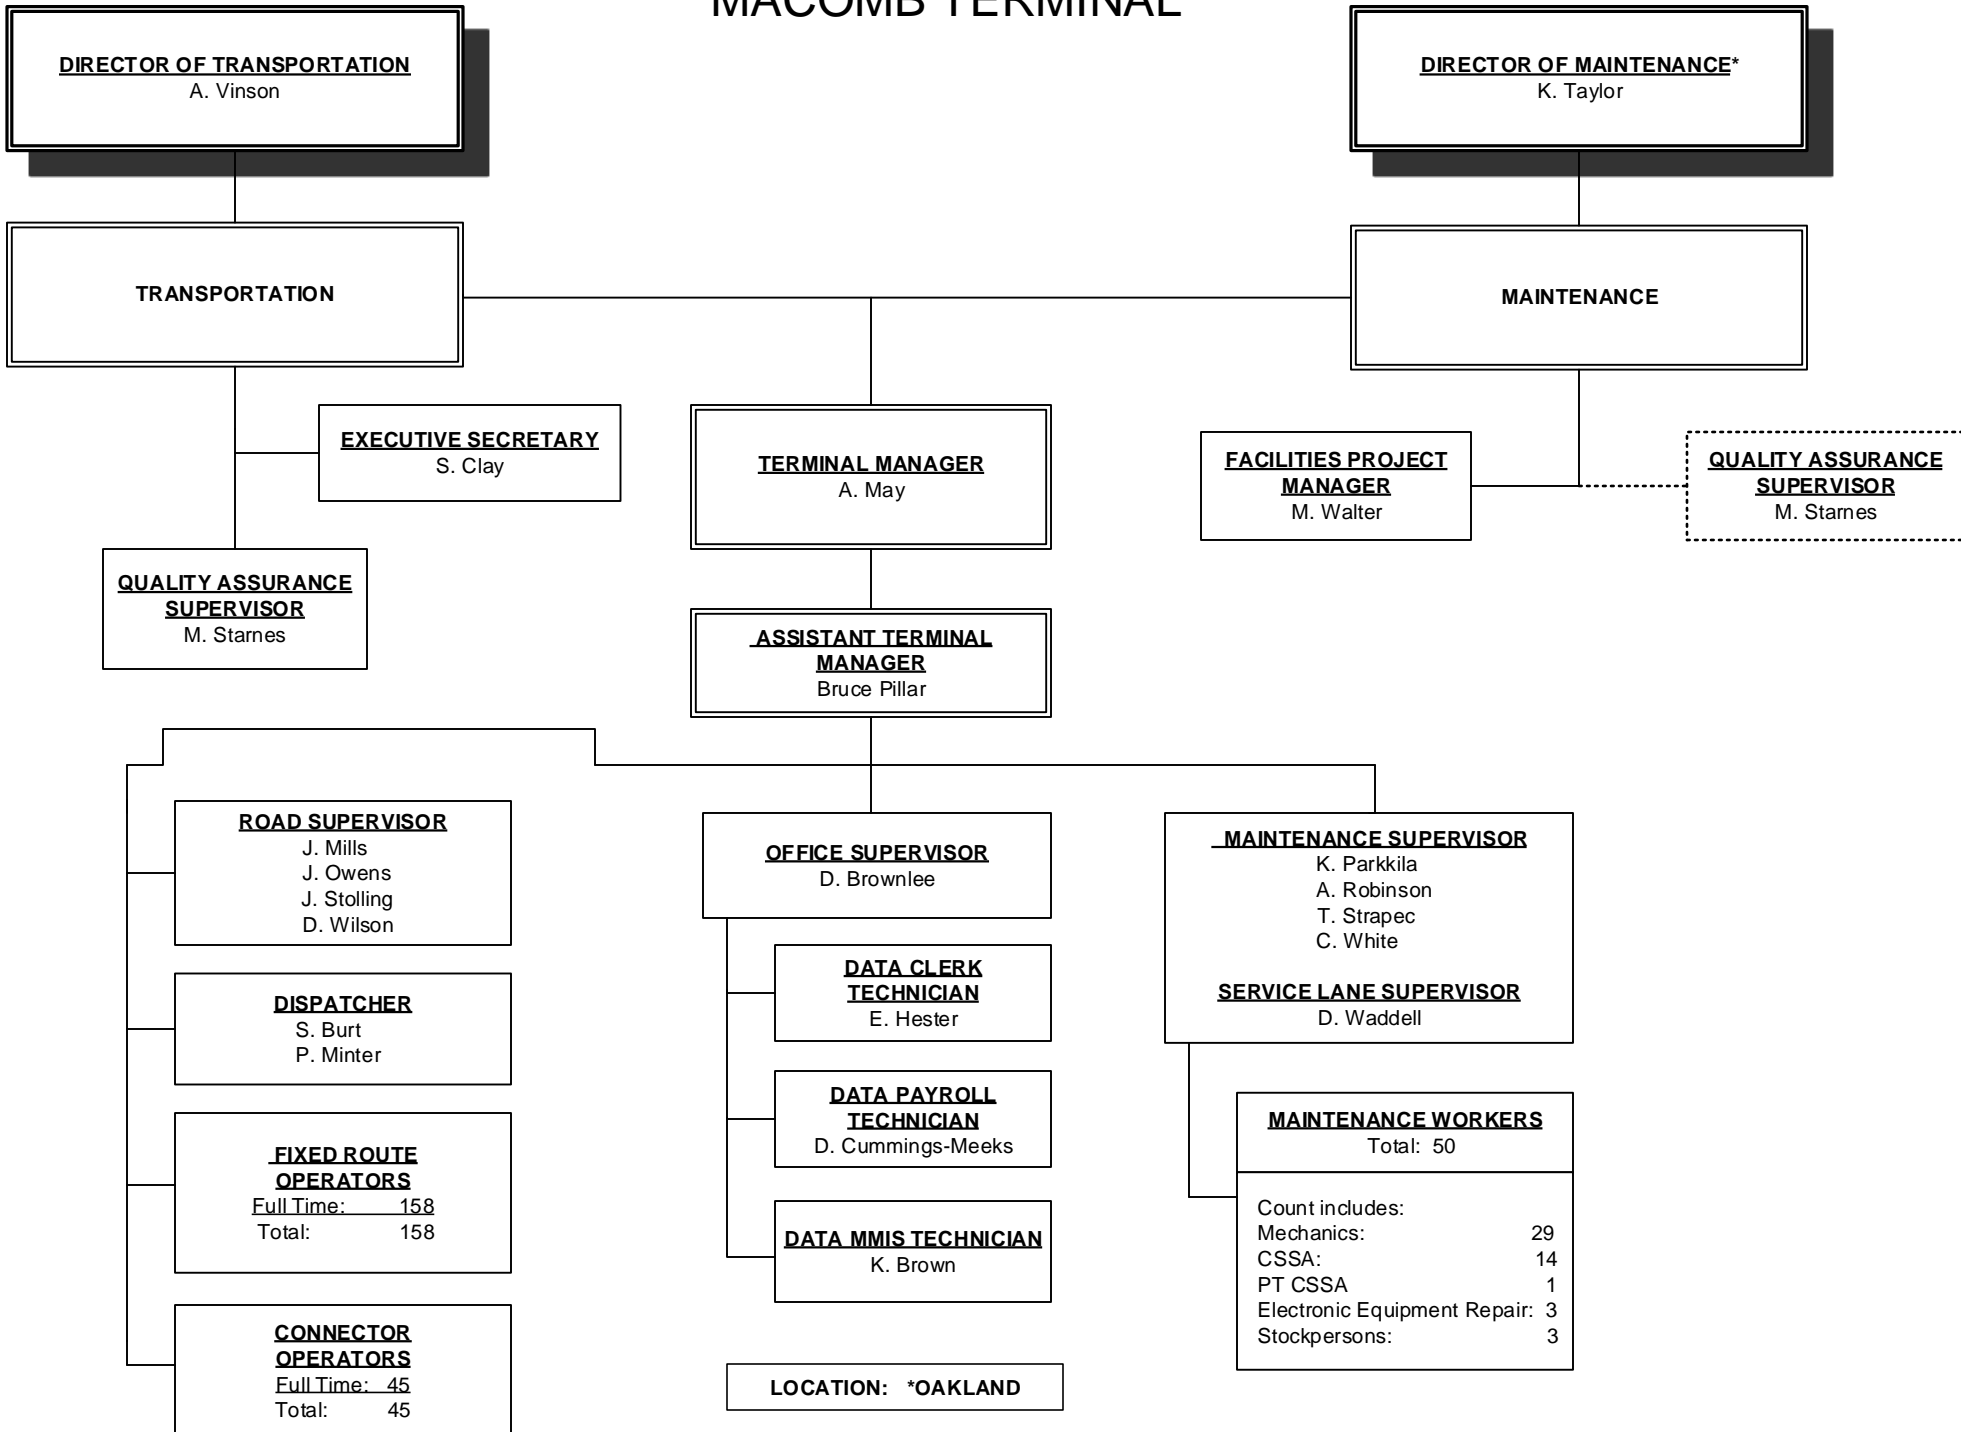 MACOMB TERMINAL
DIRECTOR OF TRANSPORTATION
A. Vinson
DIRECTOR OF MAINTENANCE*
K. Taylor
TRANSPORTATION
MAINTENANCE
EXECUTIVE SECRETARY
S. Clay
TERMINAL MANAGER
A. May
FACILITIES PROJECT
MANAGER
M. Walter
QUALITY ASSURANCE
SUPERVISOR
M. Starnes
QUALITY ASSURANCE
SUPERVISOR
M. Starnes
ASSISTANT TERMINAL
MANAGER
Bruce Pillar
ROAD SUPERVISOR
J. Mills
J. Owens
J. Stolling
D. Wilson
DISPATCHER
S. Burt
P. Minter
FIXED ROUTE
OPERATORS
Full Time: 158
Total: 158
CONNECTOR
OPERATORS
Full Time: 45
Total: 45
OFFICE SUPERVISOR
D. Brownlee
DATA CLERK
TECHNICIAN
E. Hester
DATA PAYROLL
TECHNICIAN
D. Cummings-Meeks
DATA MMIS TECHNICIAN
K. Brown
LOCATION: *OAKLAND
MAINTENANCE SUPERVISOR
K. Parkkila
A. Robinson
T. Strapec
C. White
SERVICE LANE SUPERVISOR
D. Waddell
MAINTENANCE WORKERS
Total: 50
Count includes:
Mechanics: 29
CSSA: 14
PT CSSA 1
Electronic Equipment Repair: 3
Stockpersons: 3